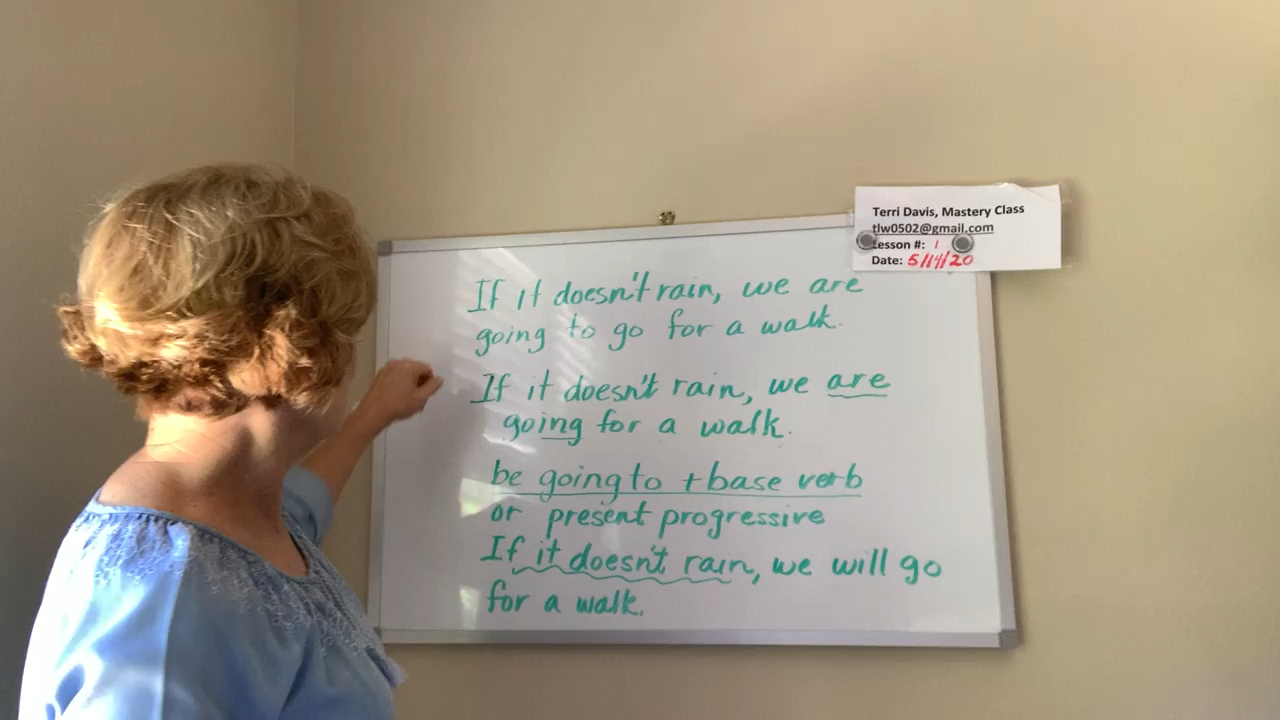 Terri Davis, Mastery Class
tlw0502@gmail.com
Lesson #: 1
Date: 5/14/20
If it doesn't rain, we are
going to go for a walk.
If it doesn't rain, we are
going for a walk.
be going to + base verb
or present progressive
If it doesn't rain, we will go
for a walk.